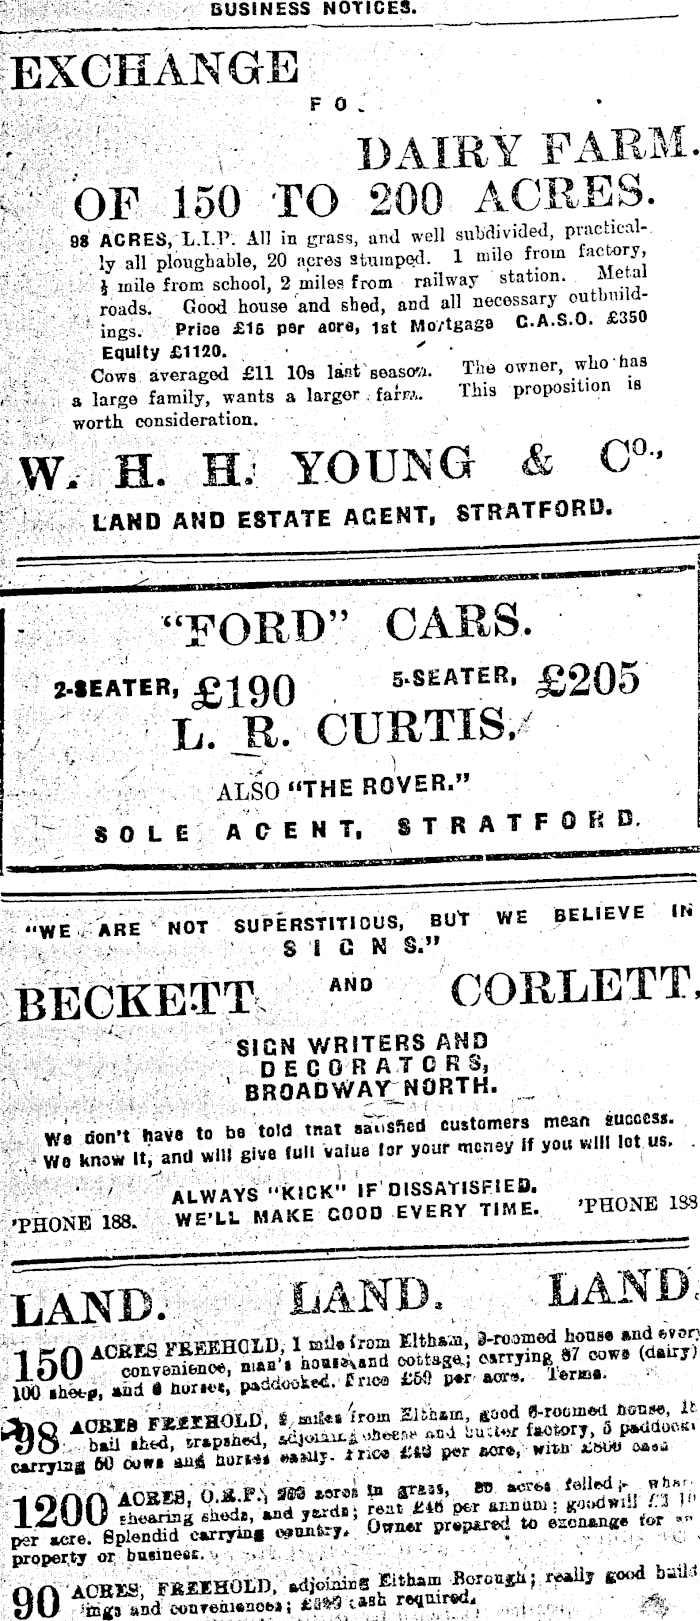 BUSINESS NOTICES.
EXCHANGE
FO
DAIRY FARM.
OF 150 TO 200 ACRES.
98 ACRES, L.I.P. All in grass, and well subdivided, practical-
ly all ploughable, 20 acres stumped. 1 mile from factory,
½ mile from school, 2 miles from railway station. Metal
roads. Good house and shed, and all necessary outbuild-
ings. Price £15 per acre, 1st Mortgage C.A.S.O. £350
Equity £1120.
Cows averaged £11 10s last season. The owner, who has
a large family, wants a larger farm. This proposition is
worth consideration.
W. H. H. YOUNG & CO.,
LAND AND ESTATE AGENT, STRATFORD.
"FORD" CARS.
2-SEATER, £190 5-SEATER, £205
L. R. CURTIS,
ALSO "THE ROVER."
SOLE AGENT, STRATFORD.
"WE ARE NOT SUPERSTITIOUS, BUT WE BELIEVE IN
SIGNS."
BECKETT AND CORLETT,
SIGN WRITERS AND
DECORATORS,
BROADWAY NORTH.
We don't have to be told that satisfied customers mean success.
We know it, and will give full value for your money if you will let us.
ALWAYS "KICK" IF DISSATISFIED.
'PHONE 188. WE'LL MAKE GOOD EVERY TIME. 'PHONE 188
LAND. LAND. LAND.
150 ACRES FREEHOLD, 1 mile from Eltham, 9-roomed house and every
convenience, man's house and cottage; carrying 87 cows (dairy)
100 sheep, and 6 horses, paddocked. Price £50 per acre. Terms.
98 ACRES FREEHOLD, miles from Eltham, good 6-roomed house,
bail shed, trapshed, adjoining cheese and butter factory, 5 paddocks
carrying 50 cows and horses easily. Price per acre, with £500 cash
1200 ACRES, O.R.P., acres in grass, acres felled;
shearing sheds, and yards; rent per annum; goodwill
per acre. Splendid carrying country. Owner prepared to exchange for
property or business.
90 ACRES, FREEHOLD, adjoining Eltham Borough; really good build
ings and conveniences; cash required.